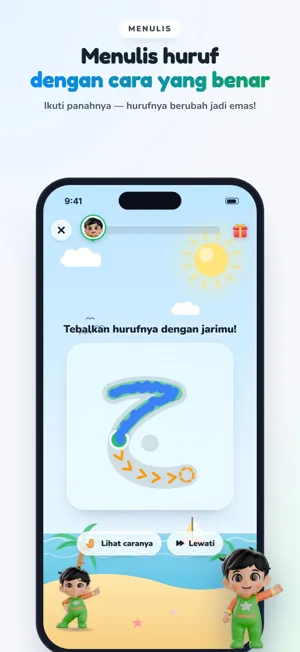 MENULIS
Menulis huruf
dengan cara yang benar
Ikuti panahnya — hurufnya berubah jadi emas!
9:41
Tebalkan hurufnya dengan jarimu!
ج
Lihat caranya
Lewati